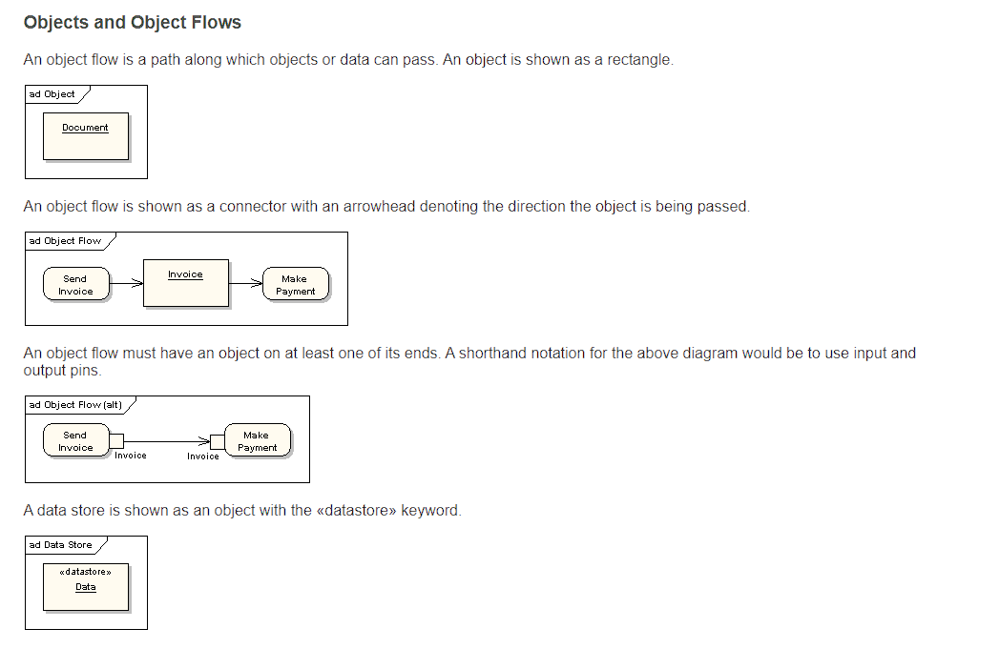 Objects and Object Flows
An object flow is a path along which objects or data can pass. An object is shown as a rectangle.
ad Object
Document
An object flow is shown as a connector with an arrowhead denoting the direction the object is being passed.
ad Object Flow
Send
Invoice
Invoice
Make
Payment
An object flow must have an object on at least one of its ends. A shorthand notation for the above diagram would be to use input and
output pins.
ad Object Flow (alt)
Send
Invoice
Invoice
Invoice
Make
Payment
A data store is shown as an object with the «datastore» keyword.
ad Data Store
«datastore»
Data